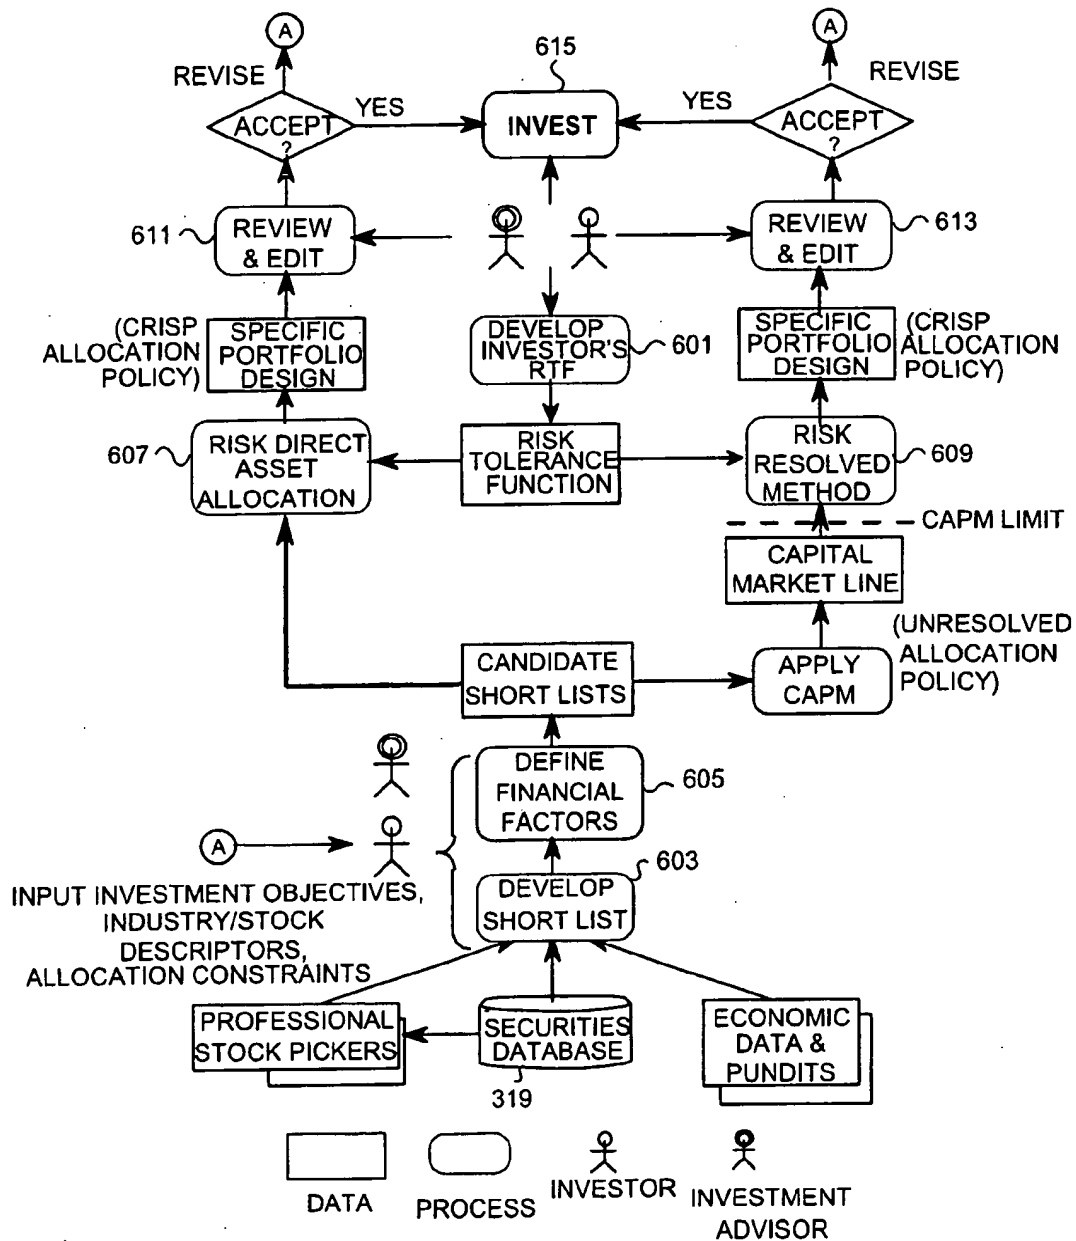 A
A
615
REVISE
REVISE
YES
YES
ACCEPT
?
INVEST
ACCEPT
?
611
REVIEW
& EDIT
REVIEW
& EDIT
613
(CRISP
ALLOCATION
POLICY)
SPECIFIC
PORTFOLIO
DESIGN
DEVELOP
INVESTOR'S
RTF
601
SPECIFIC
PORTFOLIO
DESIGN
(CRISP
ALLOCATION
POLICY)
607
RISK DIRECT
ASSET
ALLOCATION
RISK
TOLERANCE
FUNCTION
RISK
RESOLVED
METHOD
609
CAPM LIMIT
CAPITAL
MARKET LINE
(UNRESOLVED
ALLOCATION
POLICY)
CANDIDATE
SHORT LISTS
APPLY
CAPM
DEFINE
FINANCIAL
FACTORS
605
A
603
DEVELOP
SHORT LIST
INPUT INVESTMENT OBJECTIVES,
INDUSTRY/STOCK
DESCRIPTORS,
ALLOCATION CONSTRAINTS
PROFESSIONAL
STOCK PICKERS
SECURITIES
DATABASE
319
ECONOMIC
DATA &
PUNDITS
DATA
PROCESS
INVESTOR
INVESTMENT
ADVISOR